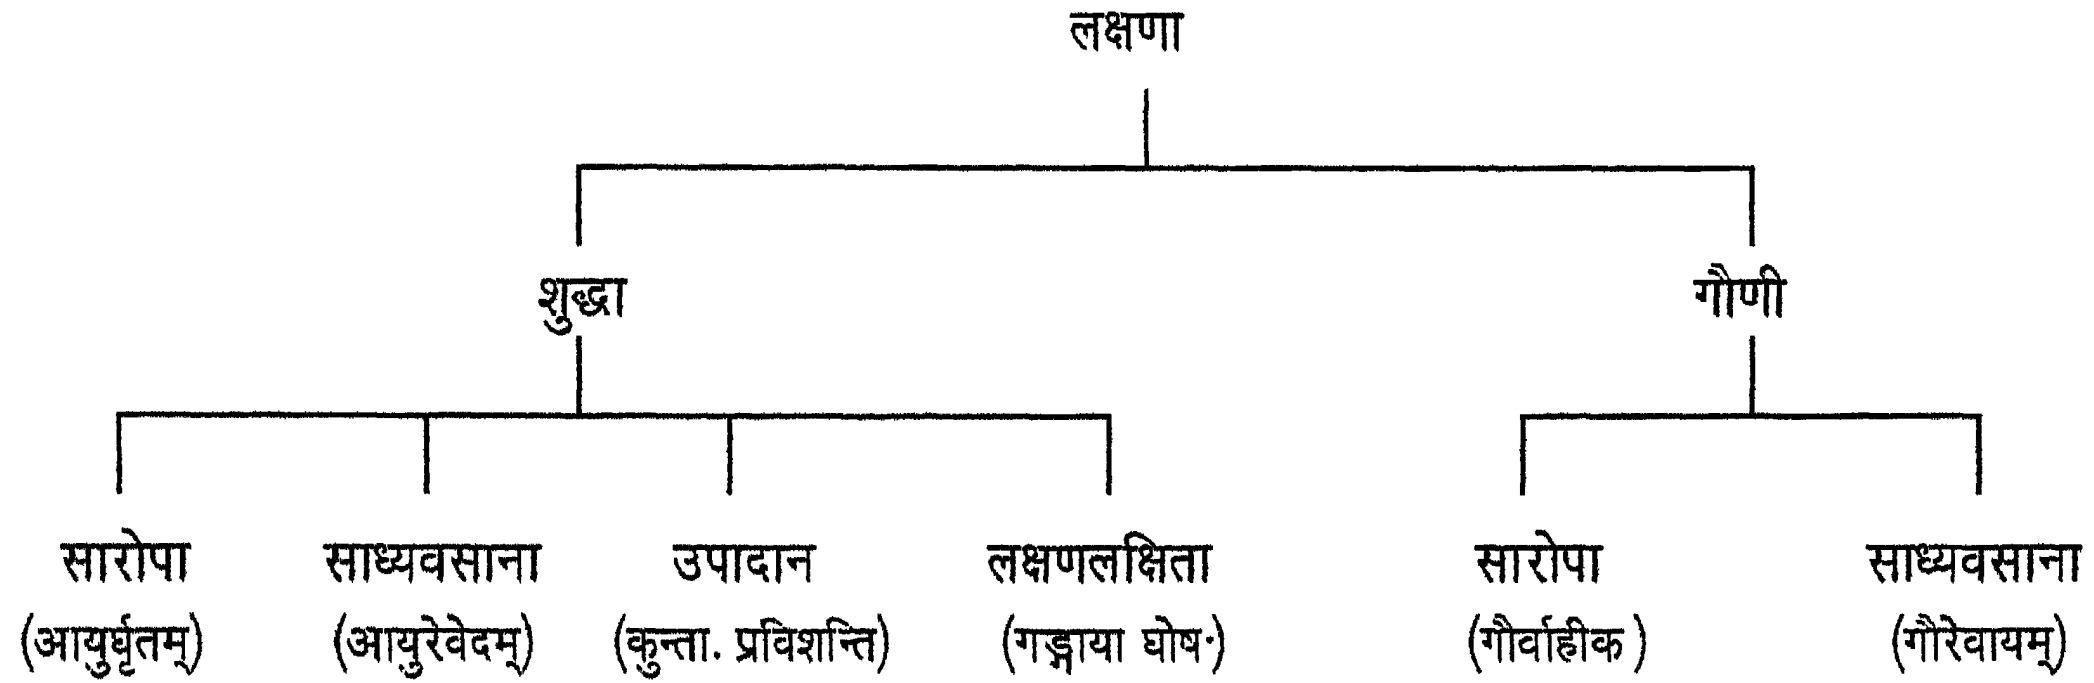 लक्षणा
शुद्धा गौणी
सारोपा साध्यवसाना उपादान लक्षणलक्षिता सारोपा साध्यवसाना
(आयुर्घृतम्) (आयुरेवेदम्) (कुन्ता. प्रविशन्ति) (गङ्गाया घोष·) (गौर्वाहीक ) (गौरेवायम्)